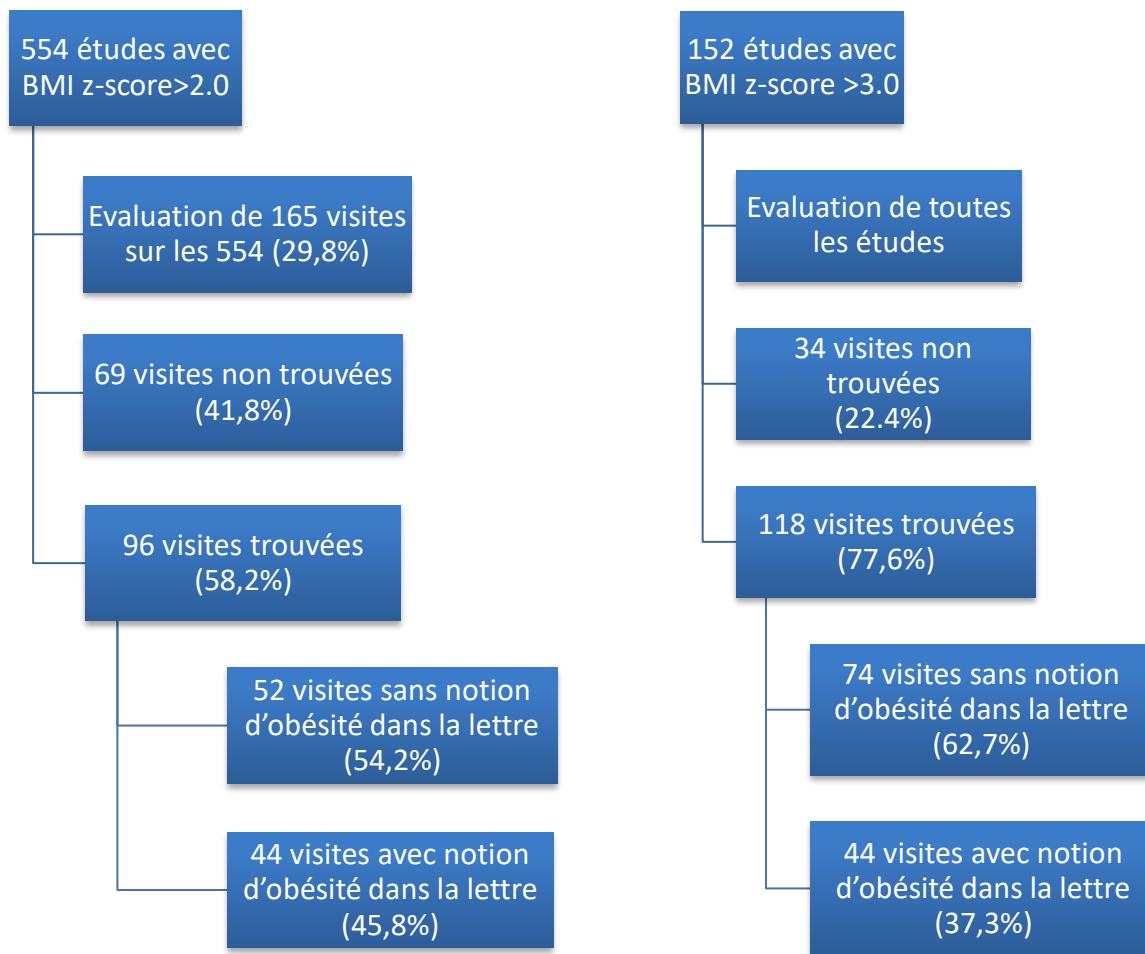 554 études avec
BMI z-score>2.0
Evaluation de 165 visites
sur les 554 (29,8%)
69 visites non trouvées
(41,8%)
96 visites trouvées
(58,2%)
52 visites sans notion
d’obésité dans la lettre
(54,2%)
44 visites avec notion
d’obésité dans la lettre
(45,8%)
152 études avec
BMI z-score >3.0
Evaluation de toutes
les études
34 visites non
trouvées
(22.4%)
118 visites trouvées
(77,6%)
74 visites sans notion
d’obésité dans la lettre
(62,7%)
44 visites avec notion
d’obésité dans la lettre
(37,3%)